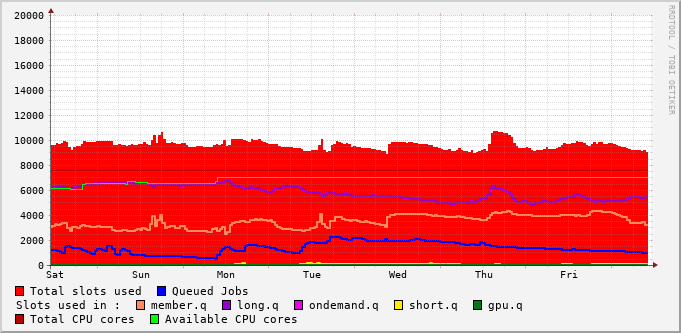 RRDTOOL / TOBI OETIKER
20000
18000
16000
14000
12000
10000
8000
6000
4000
2000
0
Sat Sun Mon Tue Wed Thu Fri
Total slots used Queued Jobs
Slots used in : member.q long.q ondemand.q short.q gpu.q
Total CPU cores Available CPU cores